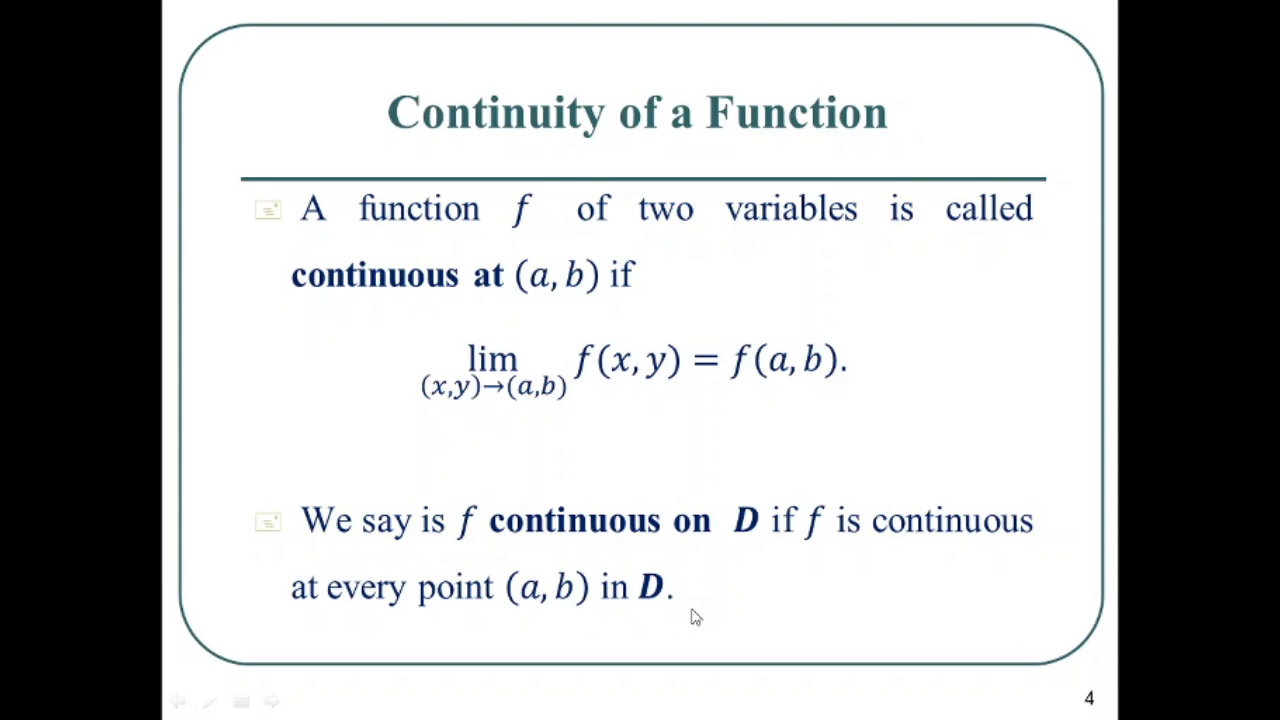 Continuity of a Function
A function f of two variables is called
continuous at (a, b) if
lim f(x, y) = f(a, b).
(x,y)→(a,b)
We say is f continuous on D if f is continuous
at every point (a, b) in D.
4